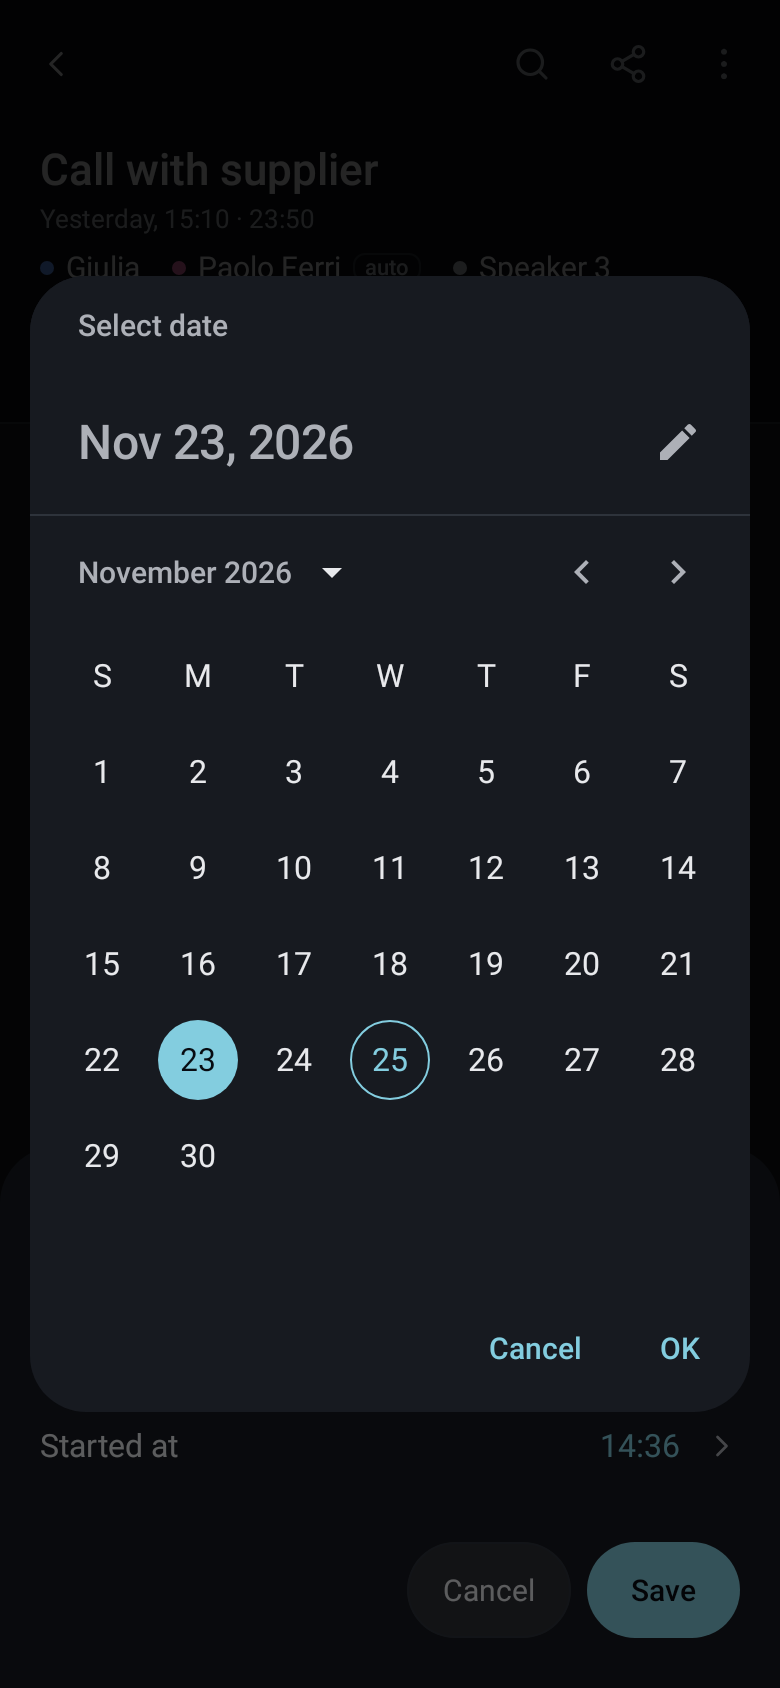 Call with supplier
Yesterday, 15:10 · 23:50
Giulia Paolo Ferri auto Speaker 3
Select date
Nov 23, 2026
November 2026
S M T W T F S
1 2 3 4 5 6 7
8 9 10 11 12 13 14
15 16 17 18 19 20 21
22 23 24 25 26 27 28
29 30
Cancel OK
Started at 14:36
Cancel Save